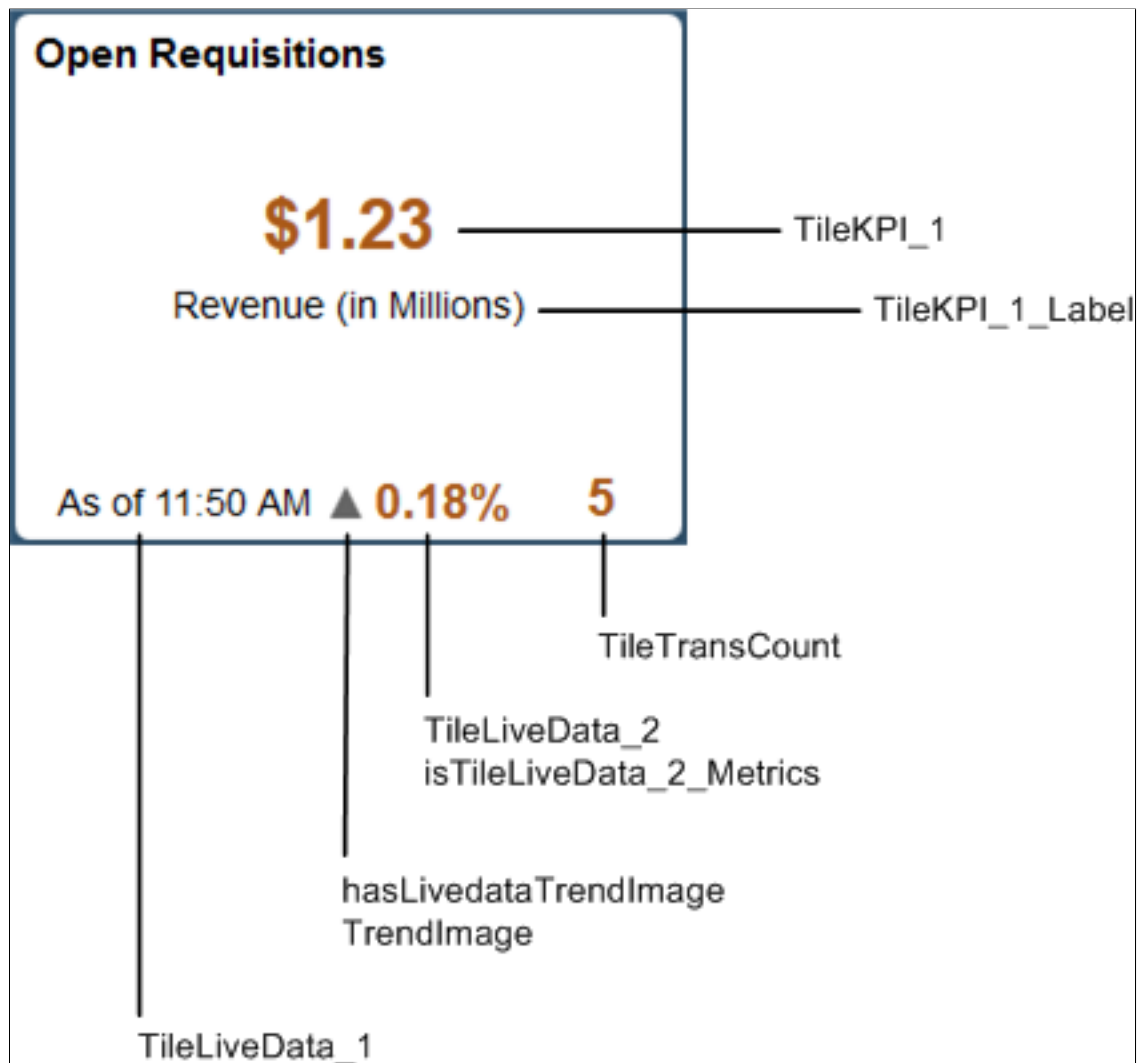 Open Requisitions
$1.23
TileKPI_1
Revenue (in Millions)
TileKPI_1_Label
As of 11:50 AM ▲ 0.18% 5
TileTransCount
TileLiveData_2
isTileLiveData_2_Metrics
hasLivedataTrendImage
TrendImage
TileLiveData_1